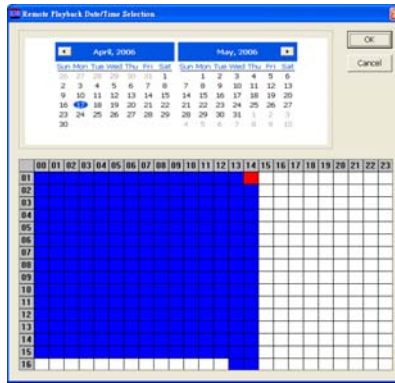 Remote Playback Date/Time Selection
OK
Cancel
April, 2006
Sun Mon Tue Wed Thu Fri Sat
26 27 28 29 30 31 1
2 3 4 5 6 7 8
9 10 11 12 13 14 15
16 17 18 19 20 21 22
23 24 25 26 27 28 29
30
May, 2006
Sun Mon Tue Wed Thu Fri Sat
1 2 3 4 5 6
7 8 9 10 11 12 13
14 15 16 17 18 19 20
21 22 23 24 25 26 27
28 29 30 31 1 2 3
4 5 6 7 8 9 10
00 01 02 03 04 05 06 07 08 09 10 11 12 13 14 15 16 17 18 19 20 21 22 23
01
02
03
04
05
06
07
08
09
10
11
12
13
14
15
16